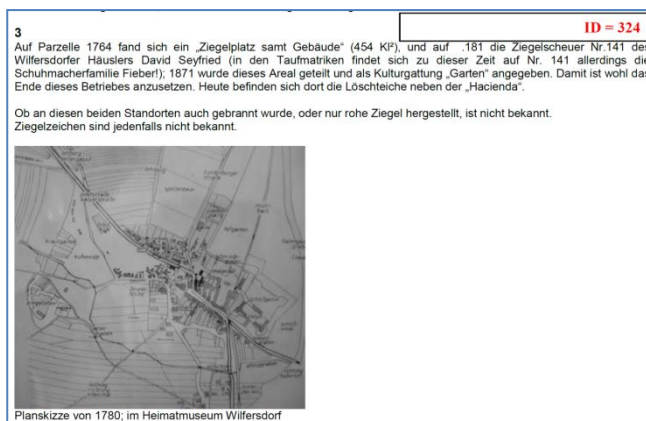 ID = 324
3
Auf Parzelle 1764 fand sich ein „Ziegelplatz samt Gebäude“ (454 Kl²), und auf .181 die Ziegelscheuer Nr.141 des
Wilfersdorfer Häuslers David Seyfried (in den Taufmatriken findet sich zu dieser Zeit auf Nr. 141 allerdings die
Schuhmacherfamilie Fieber!); 1871 wurde dieses Areal geteilt und als Kulturgattung „Garten“ angegeben. Damit ist wohl das
Ende dieses Betriebes anzusetzen. Heute befinden sich dort die Löschteiche neben der „Hacienda“.
Ob an diesen beiden Standorten auch gebrannt wurde, oder nur rohe Ziegel hergestellt, ist nicht bekannt.
Ziegelzeichen sind jedenfalls nicht bekannt.
Planskizze von 1780; im Heimatmuseum Wilfersdorf